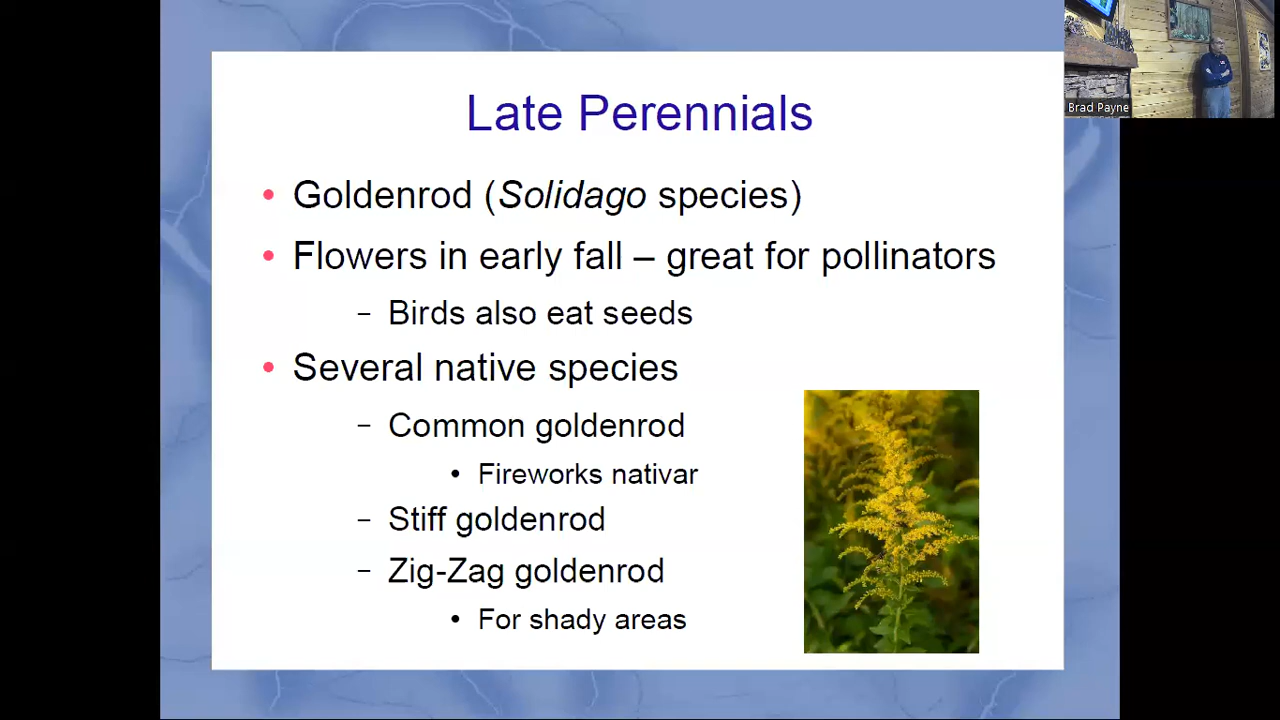 Late Perennials
• Goldenrod (Solidago species)
• Flowers in early fall – great for pollinators
– Birds also eat seeds
• Several native species
– Common goldenrod
• Fireworks nativar
– Stiff goldenrod
– Zig-Zag goldenrod
• For shady areas
Brad Payne